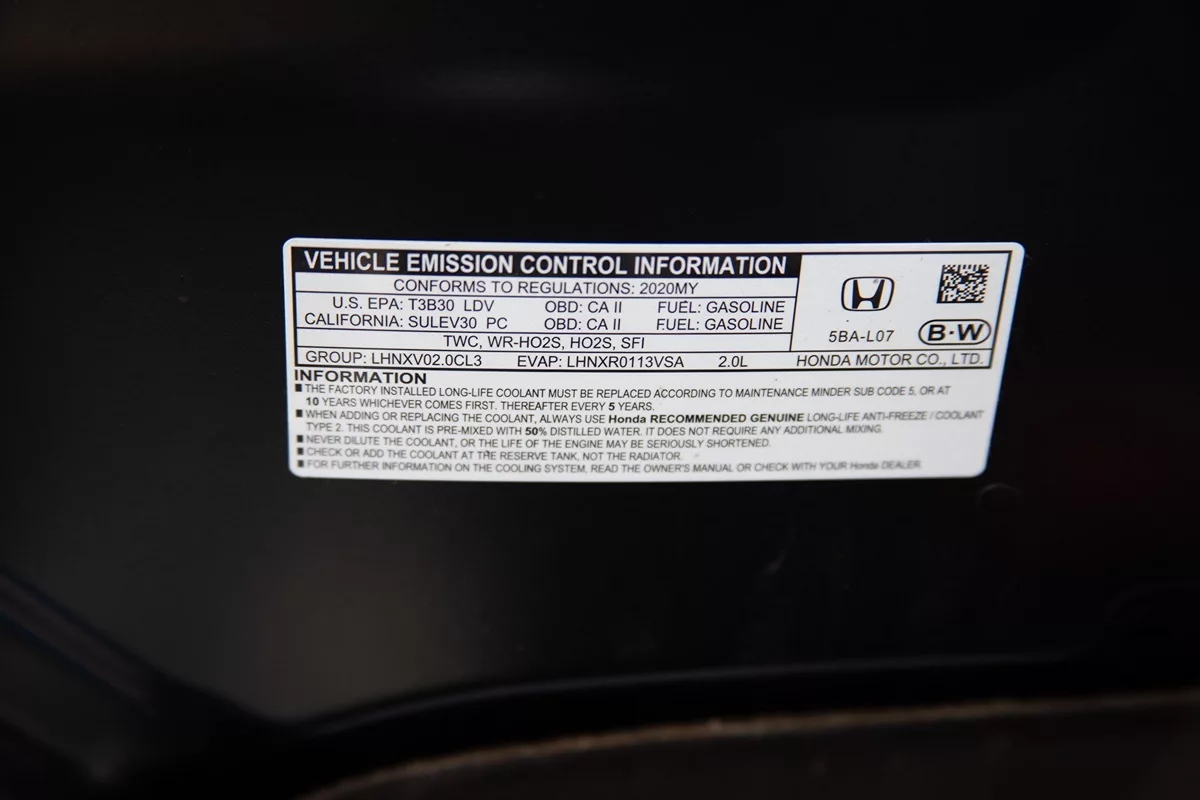 VEHICLE EMISSION CONTROL INFORMATION
CONFORMS TO REGULATIONS: 2020MY
U.S. EPA: T3B30 LDV OBD: CA II FUEL: GASOLINE
CALIFORNIA: SULEV30 PC OBD: CA II FUEL: GASOLINE
TWC, WR-HO2S, HO2S, SFI
5BA-L07 B·W
GROUP: LHNXV02.0CL3 EVAP: LHNXR0113VSA 2.0L HONDA MOTOR CO., LTD.
INFORMATION
■ THE FACTORY INSTALLED LONG-LIFE COOLANT MUST BE REPLACED ACCORDING TO MAINTENANCE MINDER SUB CODE 5, OR AT
10 YEARS WHICHEVER COMES FIRST. THEREAFTER EVERY 5 YEARS.
■ WHEN ADDING OR REPLACING THE COOLANT, ALWAYS USE Honda RECOMMENDED GENUINE LONG-LIFE ANTI-FREEZE / COOLANT
TYPE 2. THIS COOLANT IS PRE-MIXED WITH 50% DISTILLED WATER. IT DOES NOT REQUIRE ANY ADDITIONAL MIXING.
■ NEVER DILUTE THE COOLANT, OR THE LIFE OF THE ENGINE MAY BE SERIOUSLY SHORTENED.
■ CHECK OR ADD THE COOLANT AT THE RESERVE TANK, NOT THE RADIATOR.
■ FOR FURTHER INFORMATION ON THE COOLING SYSTEM, READ THE OWNER'S MANUAL OR CHECK WITH YOUR Honda DEALER.